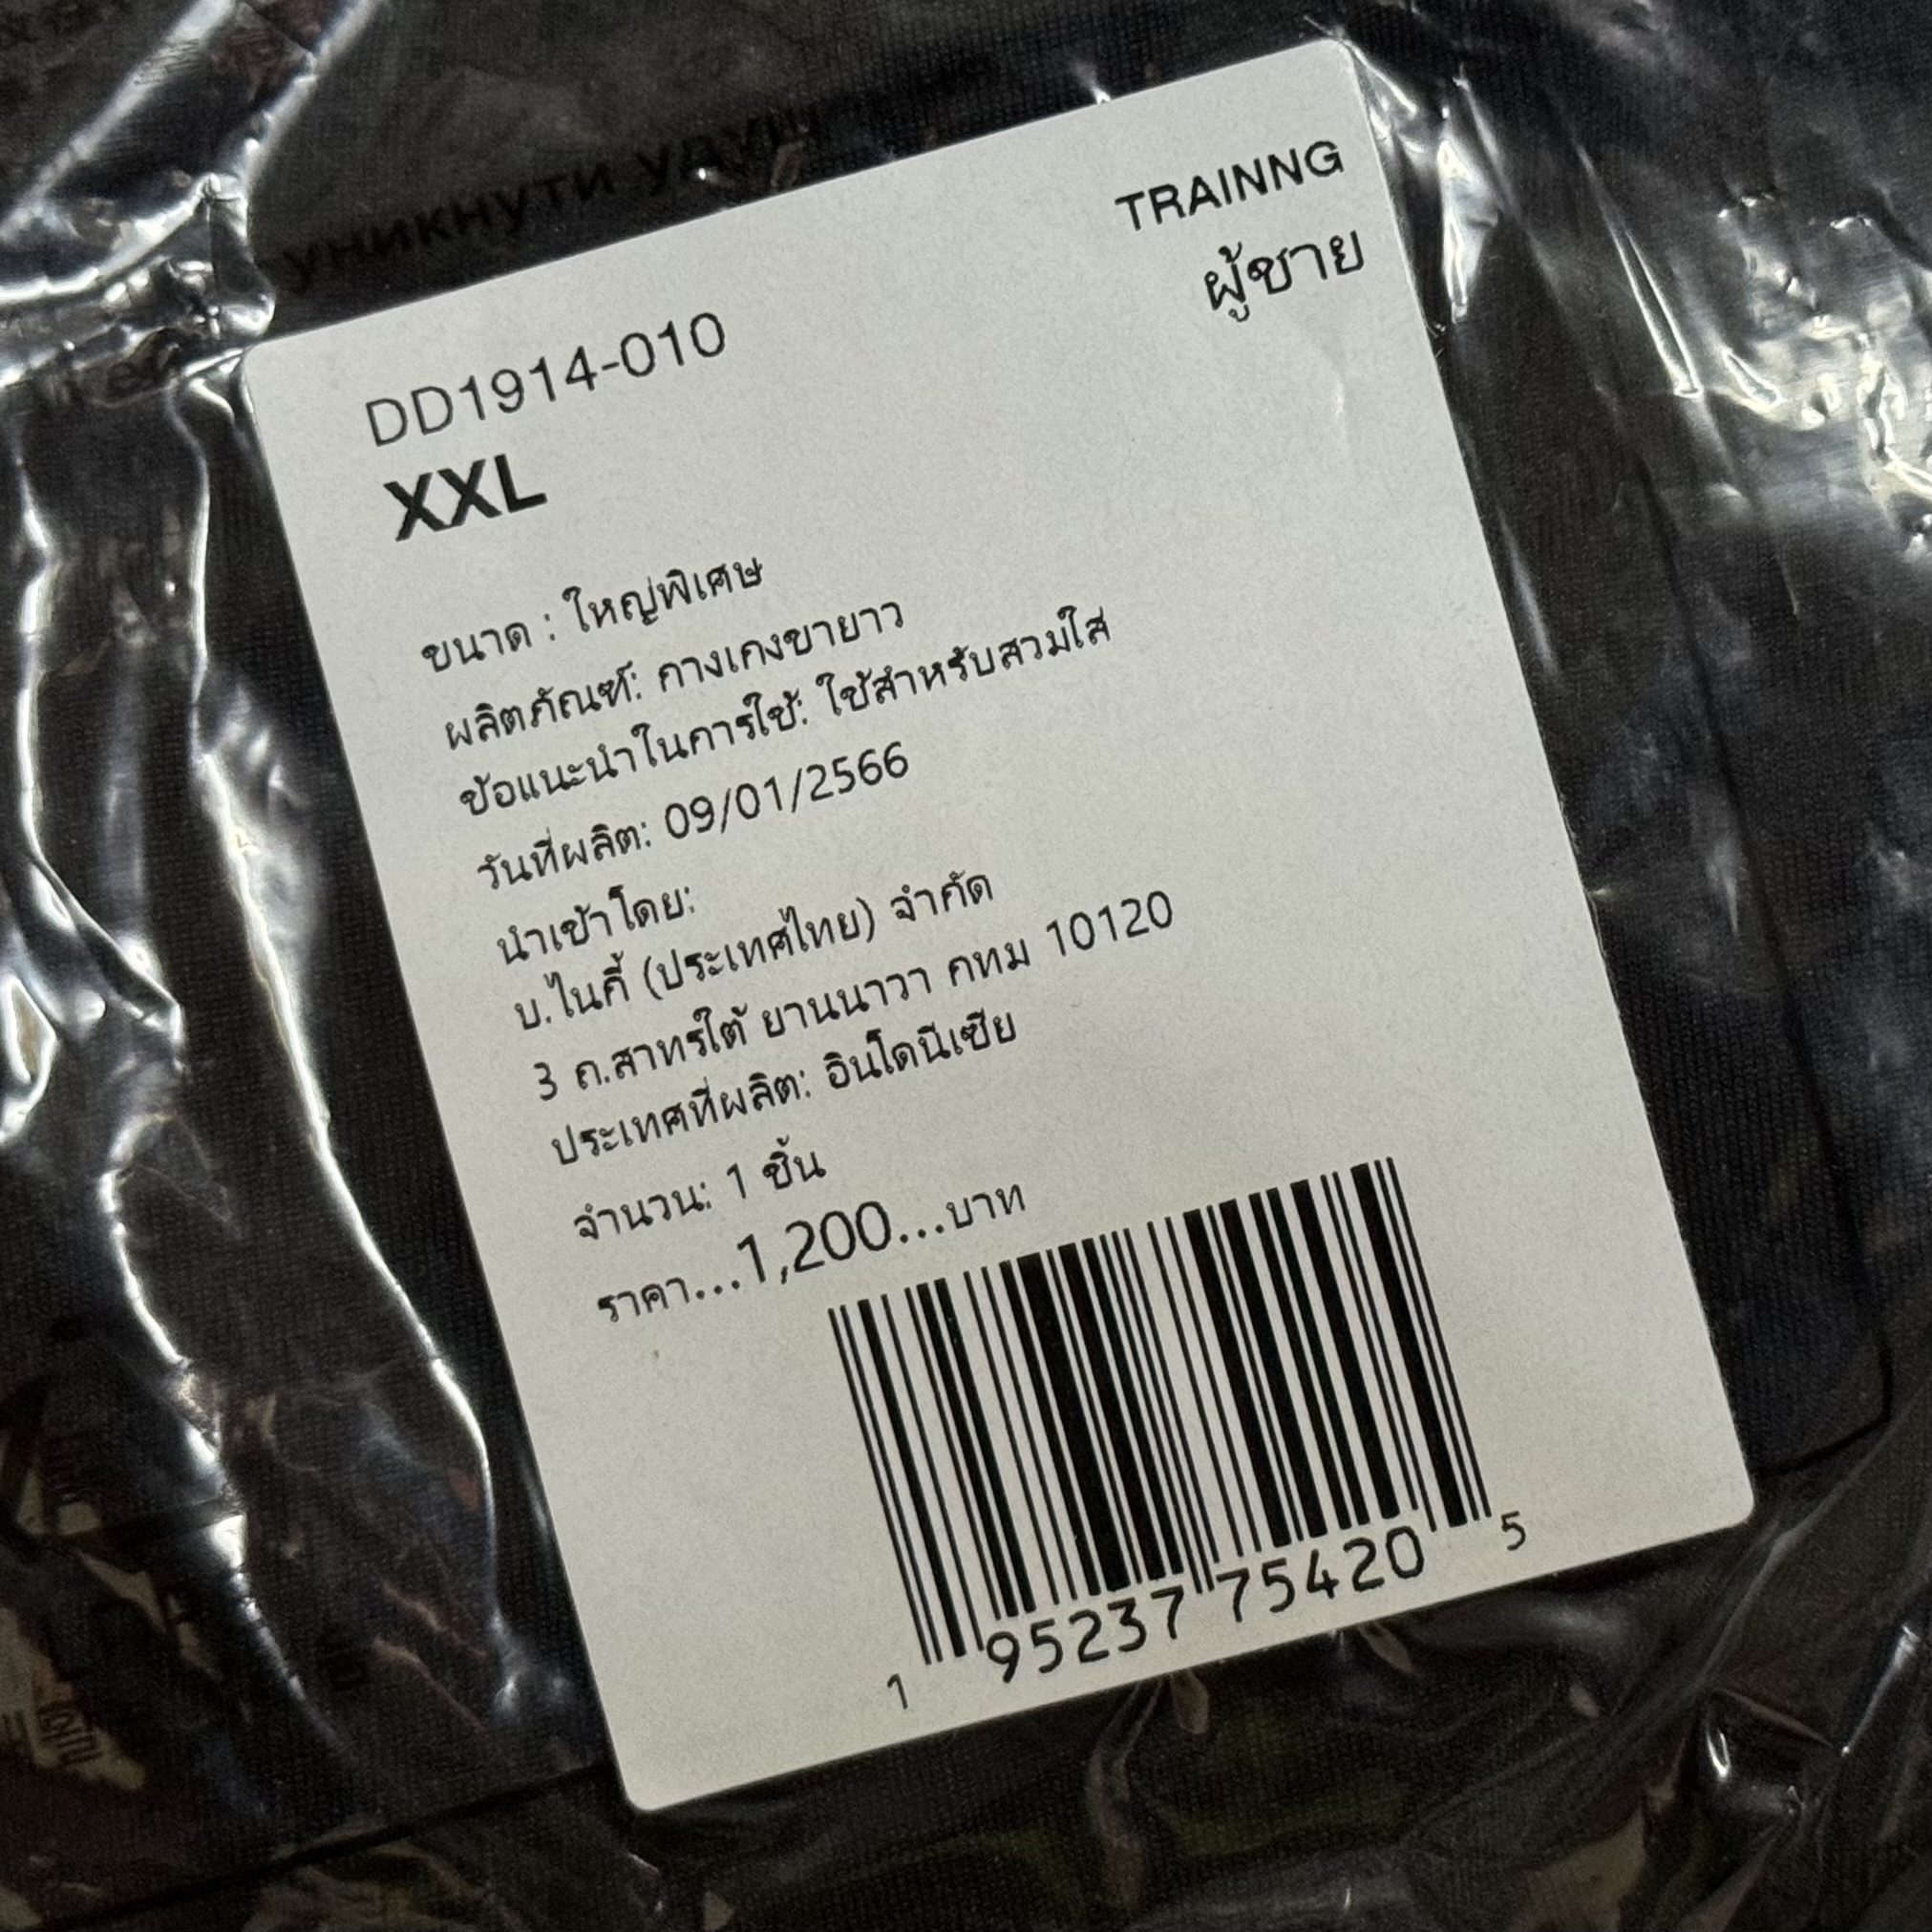 уникнути
TRAINNG
ผู้ชาย
DD1914-010
XXL
ขนาด : ใหญ่พิเศษ
ผลิตภัณฑ์: กางเกงขายาว
ข้อแนะนำในการใช้: ใช้สำหรับสวมใส่
วันที่ผลิต: 09/01/2566
นำเข้าโดย:
บ.ไนกี้ (ประเทศไทย) จำกัด
3 ถ.สาทรใต้ ยานนาวา กทม 10120
ประเทศที่ผลิต: อินโดนีเซีย
จำนวน: 1 ชิ้น
ราคา...1,200...บาท
1 95237 75420 5